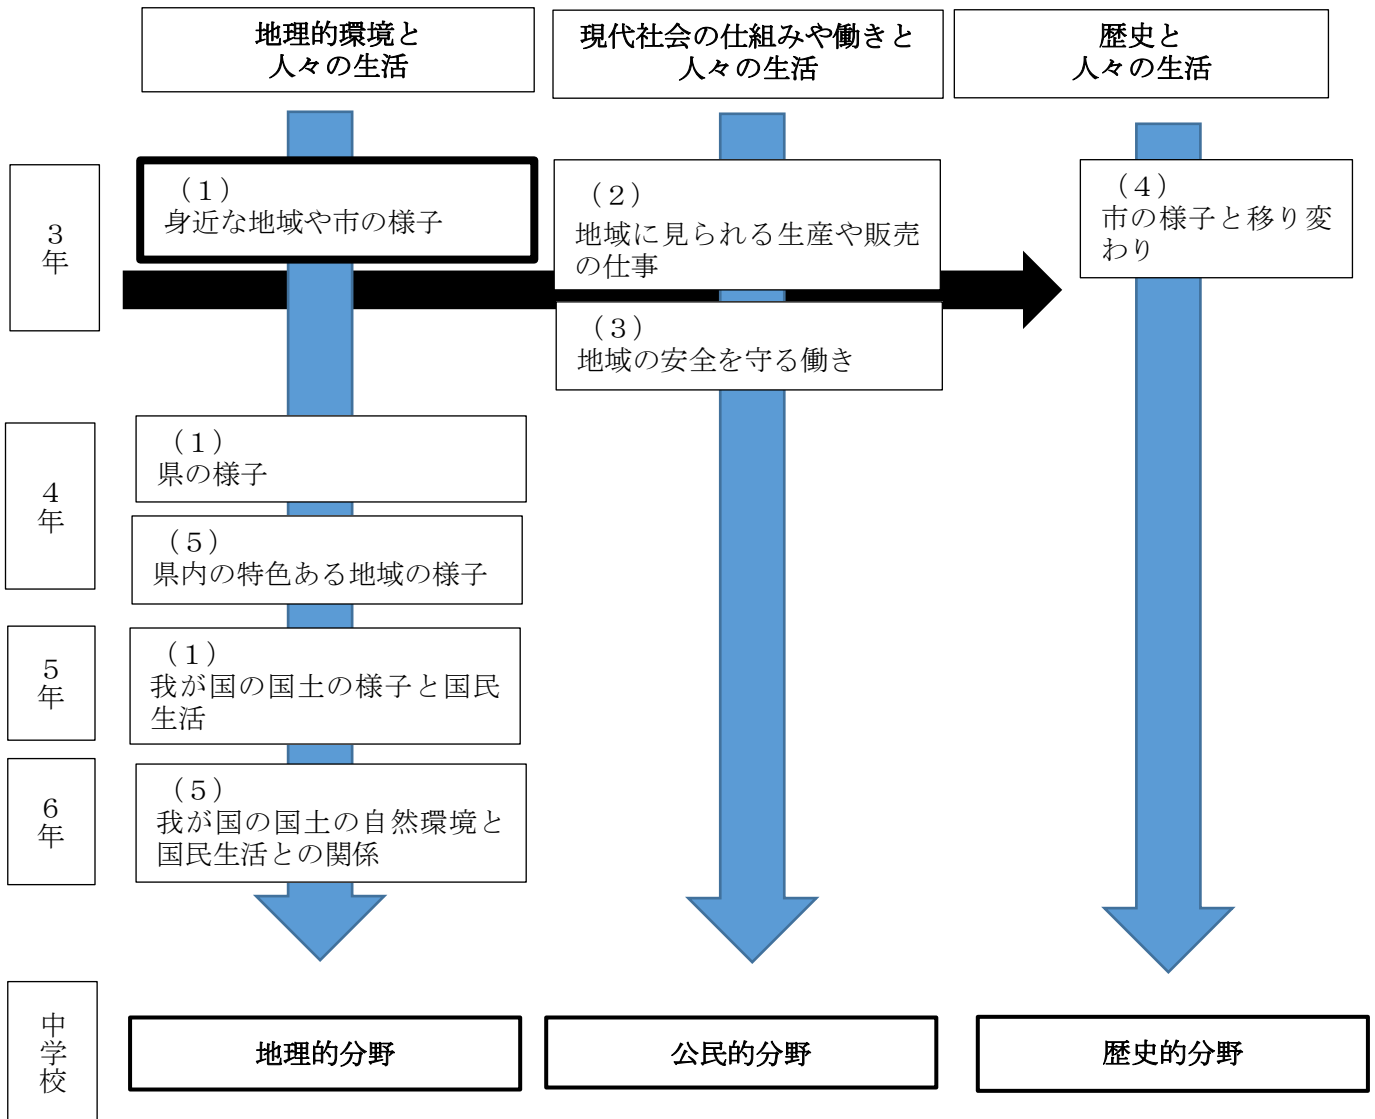 地理的環境と
人々の生活
現代社会の仕組みや働きと
人々の生活
歴史と
人々の生活
３年
（１）
身近な地域や市の様子
（２）
地域に見られる生産や販売
の仕事
（３）
地域の安全を守る働き
（４）
市の様子と移り変
わり
４年
（１）
県の様子
（５）
県内の特色ある地域の様子
５年
（１）
我が国の国土の様子と国民
生活
６年
（５）
我が国の国土の自然環境と
国民生活との関係
中学校
地理的分野
公民的分野
歴史的分野